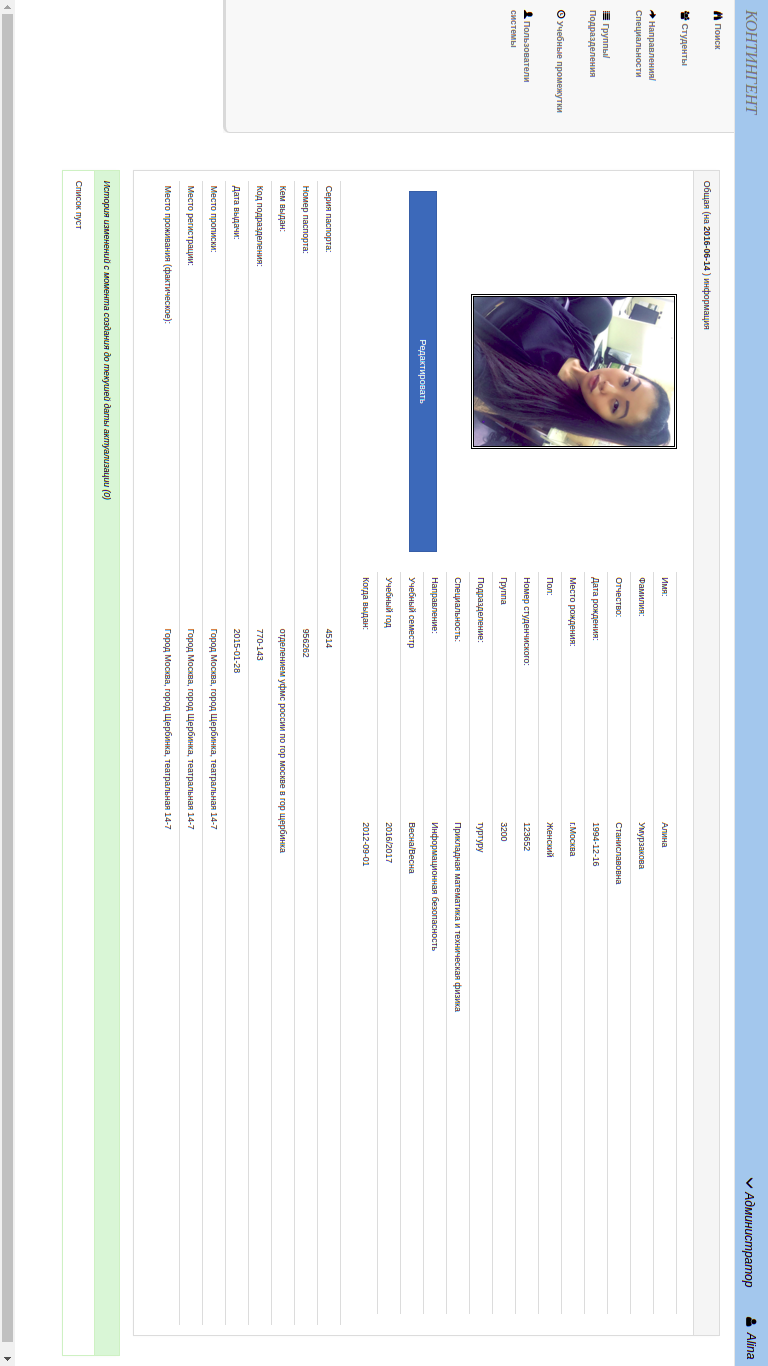 КОНТИНГЕНТ
Администратор
Alina
Поиск
Студенты
Направления/
Специальности
Группы/
Подразделения
Учебные промежутки
Пользователи
системы
Общая (на 2016-06-14 ) информация
Редактировать
Имя: Алина
Фамилия: Умурзакова
Отчество: Станиславовна
Дата рождения: 1994-12-16
Место рождения: г.Москва
Пол: Женский
Номер студенчиского: 123652
Группа 3200
Подразделение: туртуру
Специальность: Прикладная математика и техническая физика
Направление: Информационная безопасность
Учебный семестр Весна/Весна
Учебный год 2016/2017
Когда выдан: 2012-09-01
Серия паспорта: 4514
Номер паспорта: 956262
Кем выдан: отделением уфмс россии по гор москве в гор щербинка
Код подразделения: 770-143
Дата выдачи: 2015-01-28
Место прописки: Город Москва, город Щербинка, театральная 14-7
Место регистрации: Город Москва, город Щербинка, театральная 14-7
Место проживания (фактическое): Город Москва, город Щербинка, театральная 14-7
История изменений с момента создания до текущей даты актуализации (0)
Список пуст